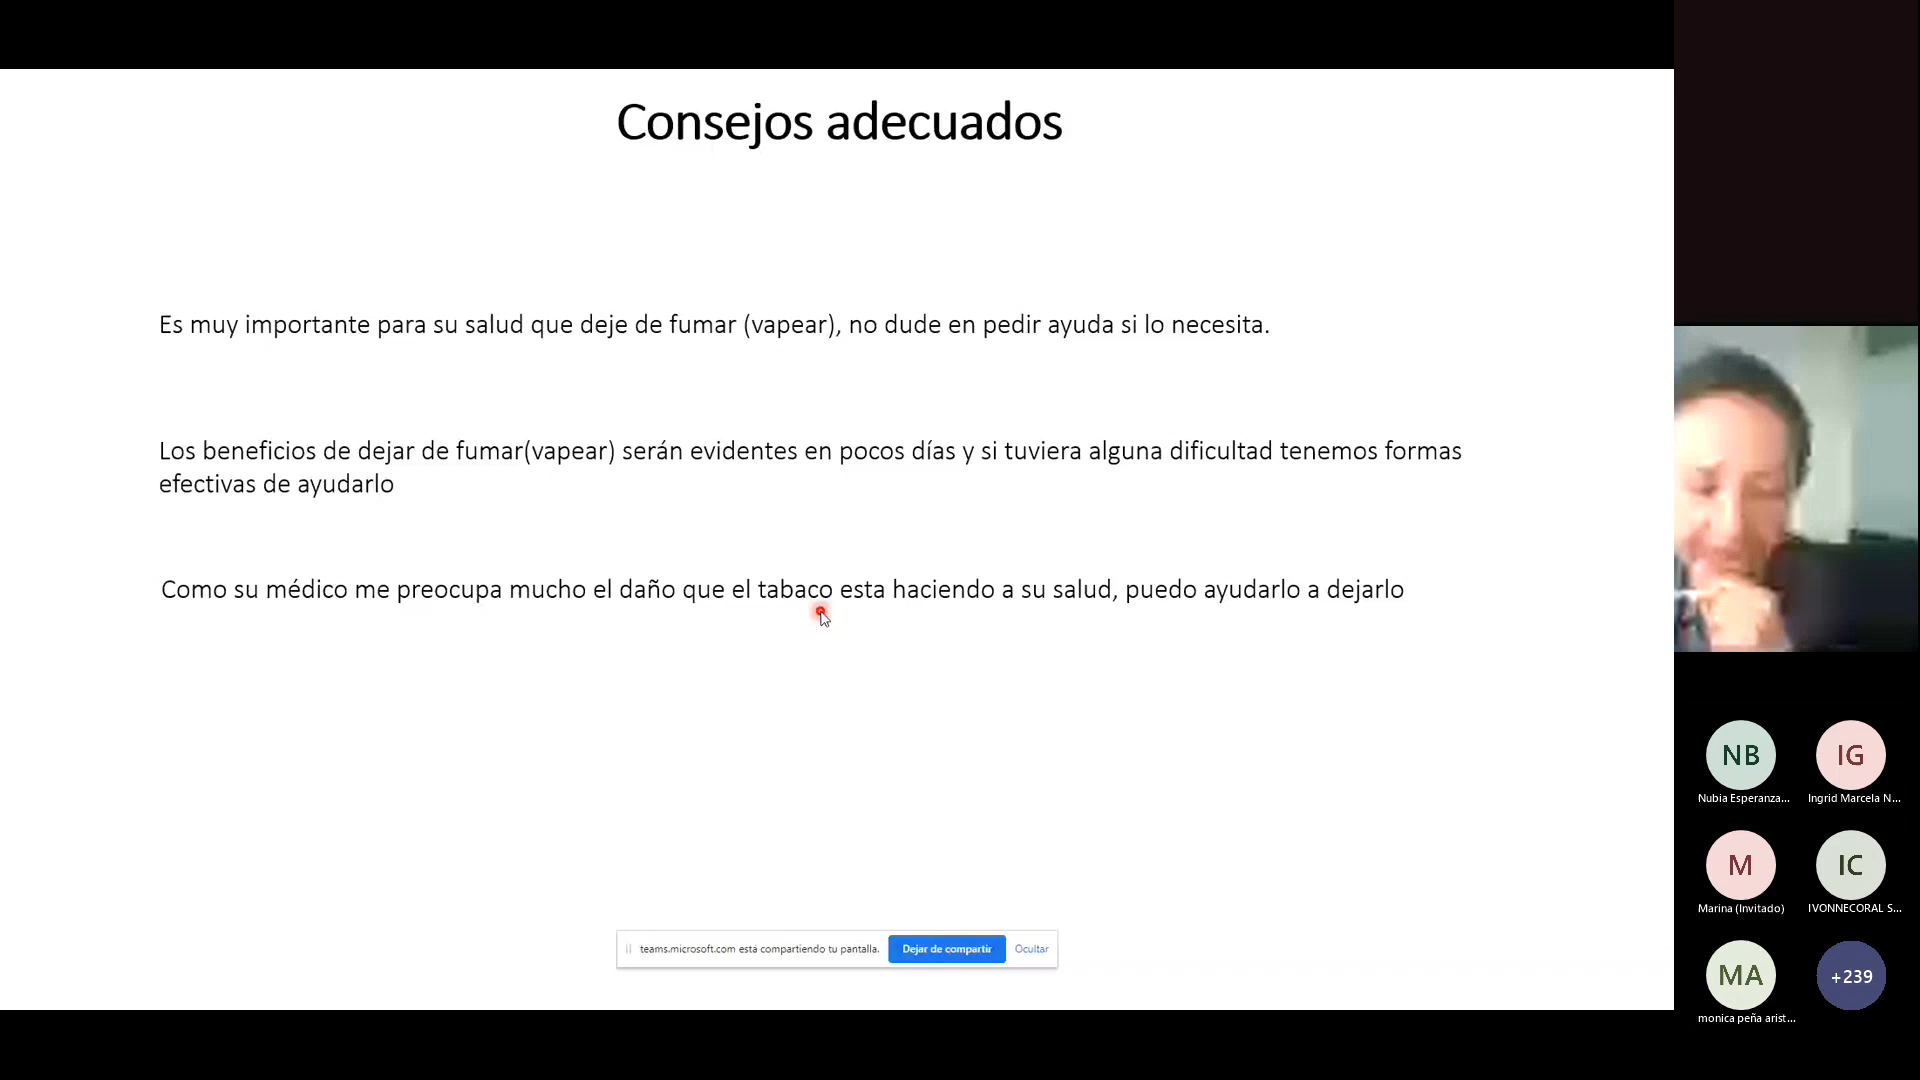 Consejos adecuados
Es muy importante para su salud que deje de fumar (vapear), no dude en pedir ayuda si lo necesita.
Los beneficios de dejar de fumar(vapear) serán evidentes en pocos días y si tuviera alguna dificultad tenemos formas
efectivas de ayudarlo
Como su médico me preocupa mucho el daño que el tabaco esta haciendo a su salud, puedo ayudarlo a dejarlo
teams.microsoft.com está compartiendo tu pantalla. Dejar de compartir Ocultar
NB IG
Nubia Esperanza... Ingrid Marcela N...
M IC
Marina (Invitado) IVONNECORAL S...
MA +239
monica peña arist...